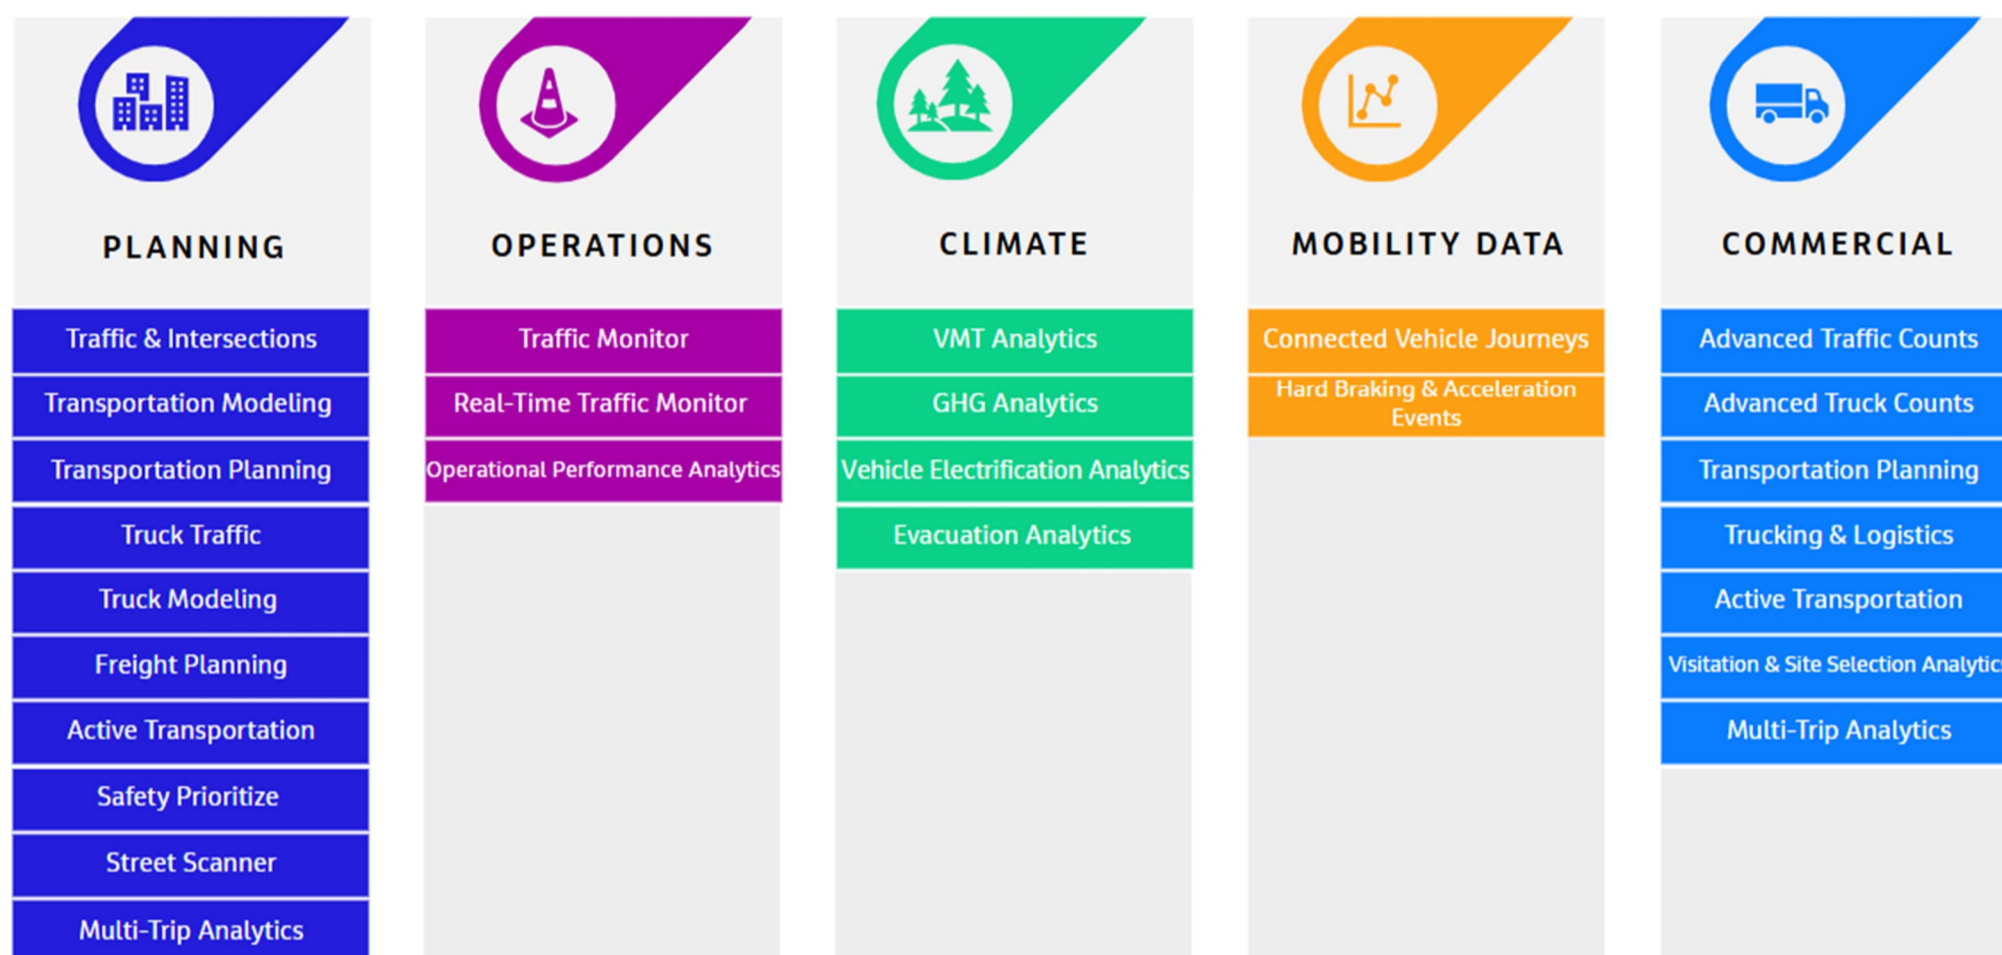 PLANNING
Traffic & Intersections
Transportation Modeling
Transportation Planning
Truck Traffic
Truck Modeling
Freight Planning
Active Transportation
Safety Prioritize
Street Scanner
Multi-Trip Analytics
OPERATIONS
Traffic Monitor
Real-Time Traffic Monitor
Operational Performance Analytics
CLIMATE
VMT Analytics
GHG Analytics
Vehicle Electrification Analytics
Evacuation Analytics
MOBILITY DATA
Connected Vehicle Journeys
Hard Braking & Acceleration
Events
COMMERCIAL
Advanced Traffic Counts
Advanced Truck Counts
Transportation Planning
Trucking & Logistics
Active Transportation
Visitation & Site Selection Analytics
Multi-Trip Analytics